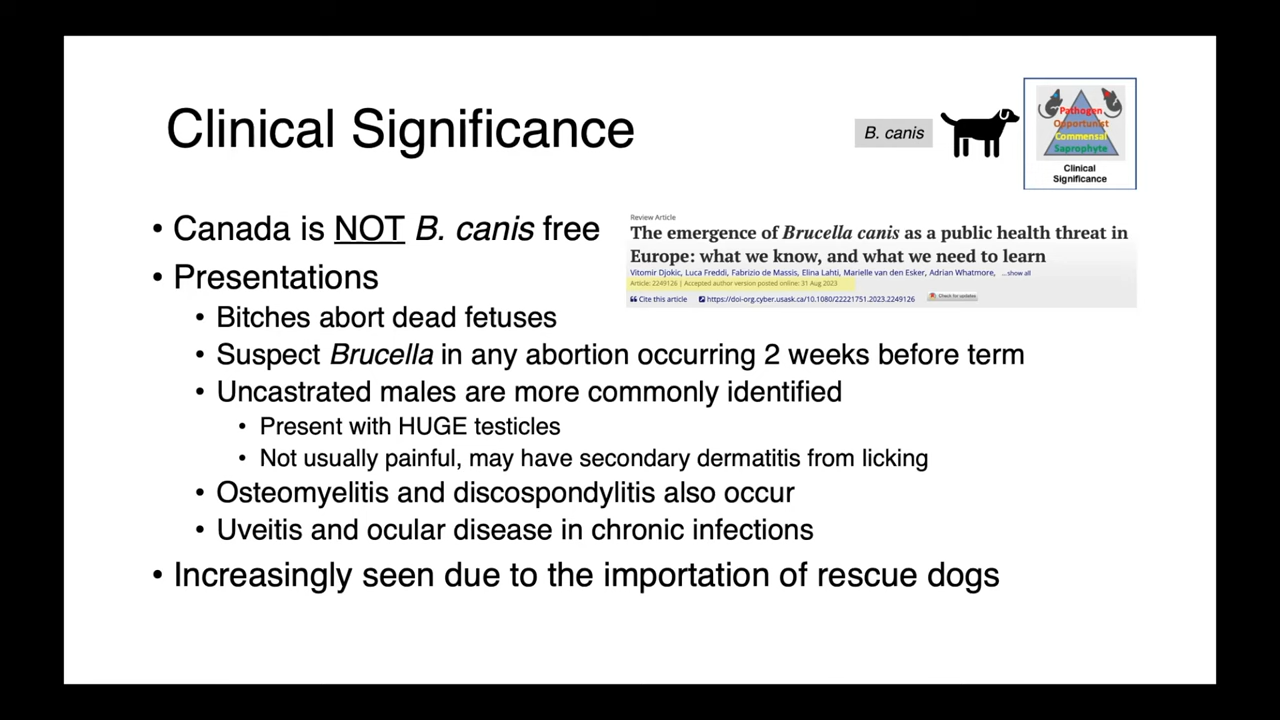 Clinical Significance
B. canis
Pathogen
Opportunist
Commensal
Saprophyte
Clinical
Significance
• Canada is NOT B. canis free
Review Article
The emergence of Brucella canis as a public health threat in
Europe: what we know, and what we need to learn
Vitomir Djokic, Luca Freddi, Fabrizio de Massis, Elina Lahti, Marielle van den Esker, Adrian Whatmore, ...show all
Article: 2249126 | Accepted author version posted online: 31 Aug 2023
Cite this article https://doi-org.cyber.usask.ca/10.1080/22221751.2023.2249126 Check for updates
• Presentations
• Bitches abort dead fetuses
• Suspect Brucella in any abortion occurring 2 weeks before term
• Uncastrated males are more commonly identified
• Present with HUGE testicles
• Not usually painful, may have secondary dermatitis from licking
• Osteomyelitis and discospondylitis also occur
• Uveitis and ocular disease in chronic infections
• Increasingly seen due to the importation of rescue dogs